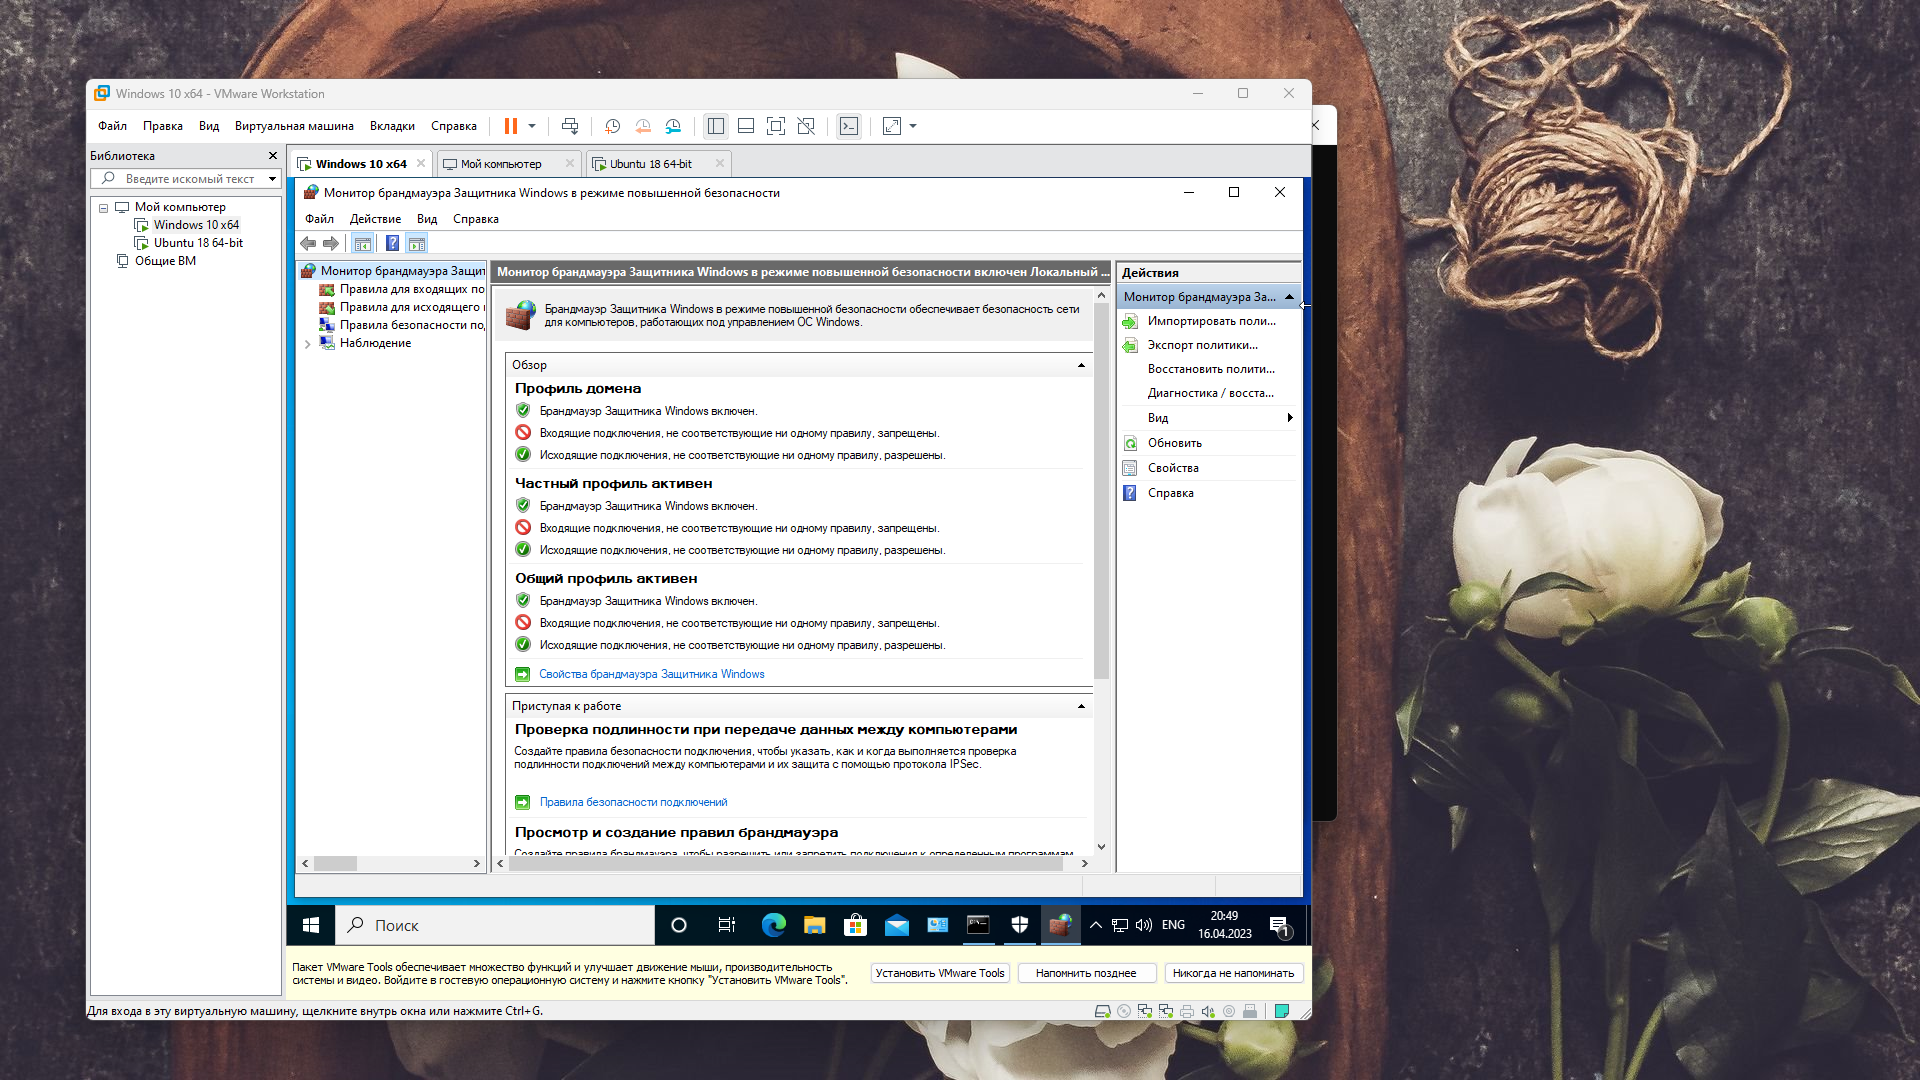 Windows 10 x64 - VMware Workstation
Файл Правка Вид Виртуальная машина Вкладки Справка
Библиотека
Введите искомый текст
Мой компьютер
Windows 10 x64
Ubuntu 18 64-bit
Общие ВМ
Windows 10 x64 Мой компьютер Ubuntu 18 64-bit
Монитор брандмауэра Защитника Windows в режиме повышенной безопасности
Файл Действие Вид Справка
Монитор брандмауэра Защит
Правила для входящих по
Правила для исходящего
Правила безопасности по
Наблюдение
Монитор брандмауэра Защитника Windows в режиме повышенной безопасности включен Локальный ...
Брандмауэр Защитника Windows в режиме повышенной безопасности обеспечивает безопасность сети
для компьютеров, работающих под управлением ОС Windows.
Обзор
Профиль домена
Брандмауэр Защитника Windows включен.
Входящие подключения, не соответствующие ни одному правилу, запрещены.
Исходящие подключения, не соответствующие ни одному правилу, разрешены.
Частный профиль активен
Брандмауэр Защитника Windows включен.
Входящие подключения, не соответствующие ни одному правилу, запрещены.
Исходящие подключения, не соответствующие ни одному правилу, разрешены.
Общий профиль активен
Брандмауэр Защитника Windows включен.
Входящие подключения, не соответствующие ни одному правилу, запрещены.
Исходящие подключения, не соответствующие ни одному правилу, разрешены.
Свойства брандмауэра Защитника Windows
Приступая к работе
Проверка подлинности при передаче данных между компьютерами
Создайте правила безопасности подключения, чтобы указать, как и когда выполняется проверка
подлинности подключений между компьютерами и их защита с помощью протокола IPSec.
Правила безопасности подключений
Просмотр и создание правил брандмауэра
Создайте правила брандмауэра, чтобы разрешить или запретить подключения к определенным программам
Действия
Монитор брандмауэра За...
Импортировать поли...
Экспорт политики...
Восстановить полити...
Диагностика / восста...
Вид
Обновить
Свойства
Справка
Поиск
ENG
20:49
16.04.2023
1
Пакет VMware Tools обеспечивает множество функций и улучшает движение мыши, производительность
системы и видео. Войдите в гостевую операционную систему и нажмите кнопку "Установить VMware Tools".
Установить VMware Tools Напомнить позднее Никогда не напоминать
Для входа в эту виртуальную машину, щелкните внутрь окна или нажмите Ctrl+G.